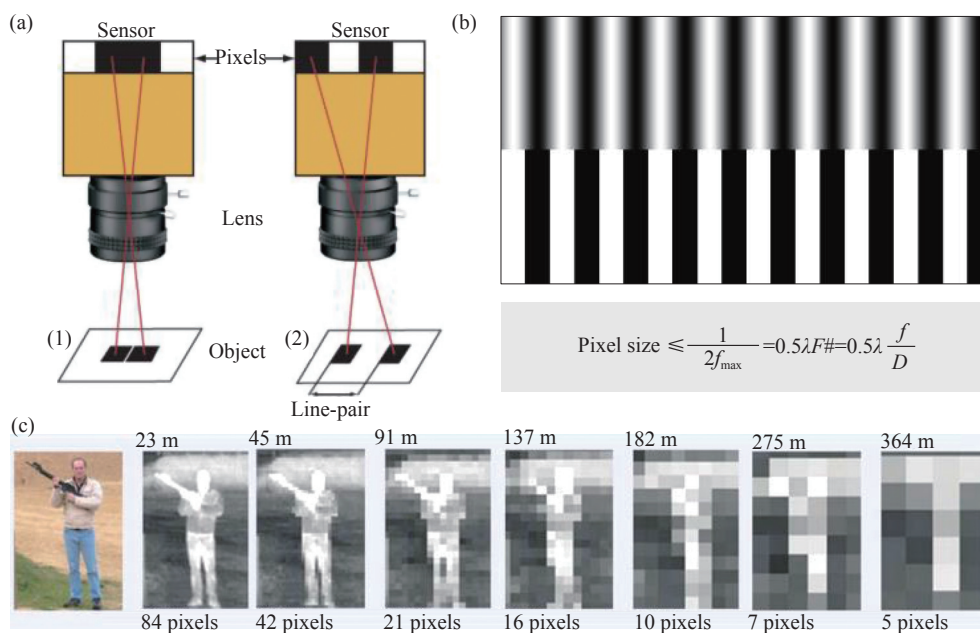 (a)
Sensor
Sensor
Pixels
Lens
(1)
(2)
Object
Line-pair
(b)
Pixel size ≤ 1/(2f_max) =0.5λF#=0.5λ f/D
(c)
23 m
45 m
91 m
137 m
182 m
275 m
364 m
84 pixels
42 pixels
21 pixels
16 pixels
10 pixels
7 pixels
5 pixels